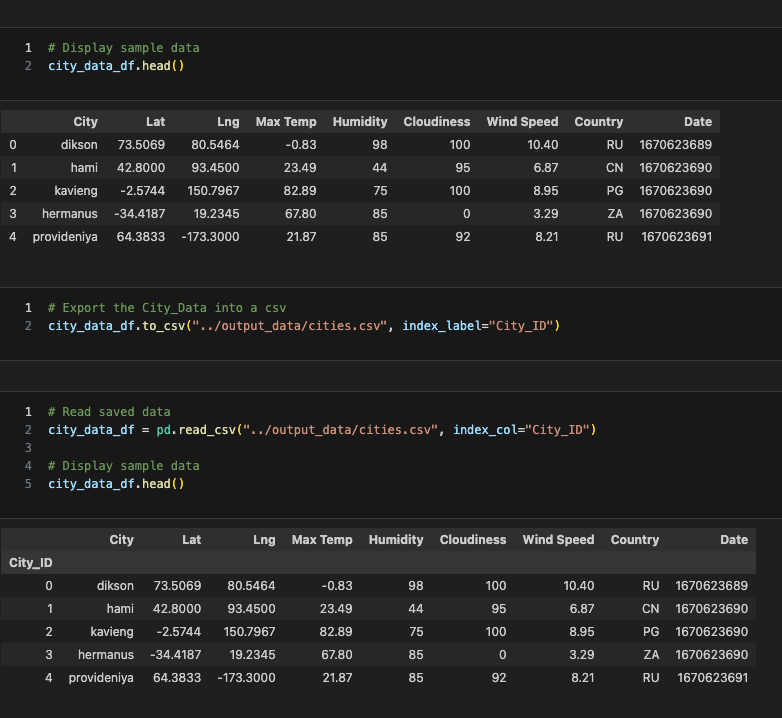 1 # Display sample data
2 city_data_df.head()
City Lat Lng Max Temp Humidity Cloudiness Wind Speed Country Date
0 dikson 73.5069 80.5464 -0.83 98 100 10.40 RU 1670623689
1 hami 42.8000 93.4500 23.49 44 95 6.87 CN 1670623690
2 kavieng -2.5744 150.7967 82.89 75 100 8.95 PG 1670623690
3 hermanus -34.4187 19.2345 67.80 85 0 3.29 ZA 1670623690
4 provideniya 64.3833 -173.3000 21.87 85 92 8.21 RU 1670623691
1 # Export the City_Data into a csv
2 city_data_df.to_csv("../output_data/cities.csv", index_label="City_ID")
1 # Read saved data
2 city_data_df = pd.read_csv("../output_data/cities.csv", index_col="City_ID")
3
4 # Display sample data
5 city_data_df.head()
City Lat Lng Max Temp Humidity Cloudiness Wind Speed Country Date
City_ID
0 dikson 73.5069 80.5464 -0.83 98 100 10.40 RU 1670623689
1 hami 42.8000 93.4500 23.49 44 95 6.87 CN 1670623690
2 kavieng -2.5744 150.7967 82.89 75 100 8.95 PG 1670623690
3 hermanus -34.4187 19.2345 67.80 85 0 3.29 ZA 1670623690
4 provideniya 64.3833 -173.3000 21.87 85 92 8.21 RU 1670623691